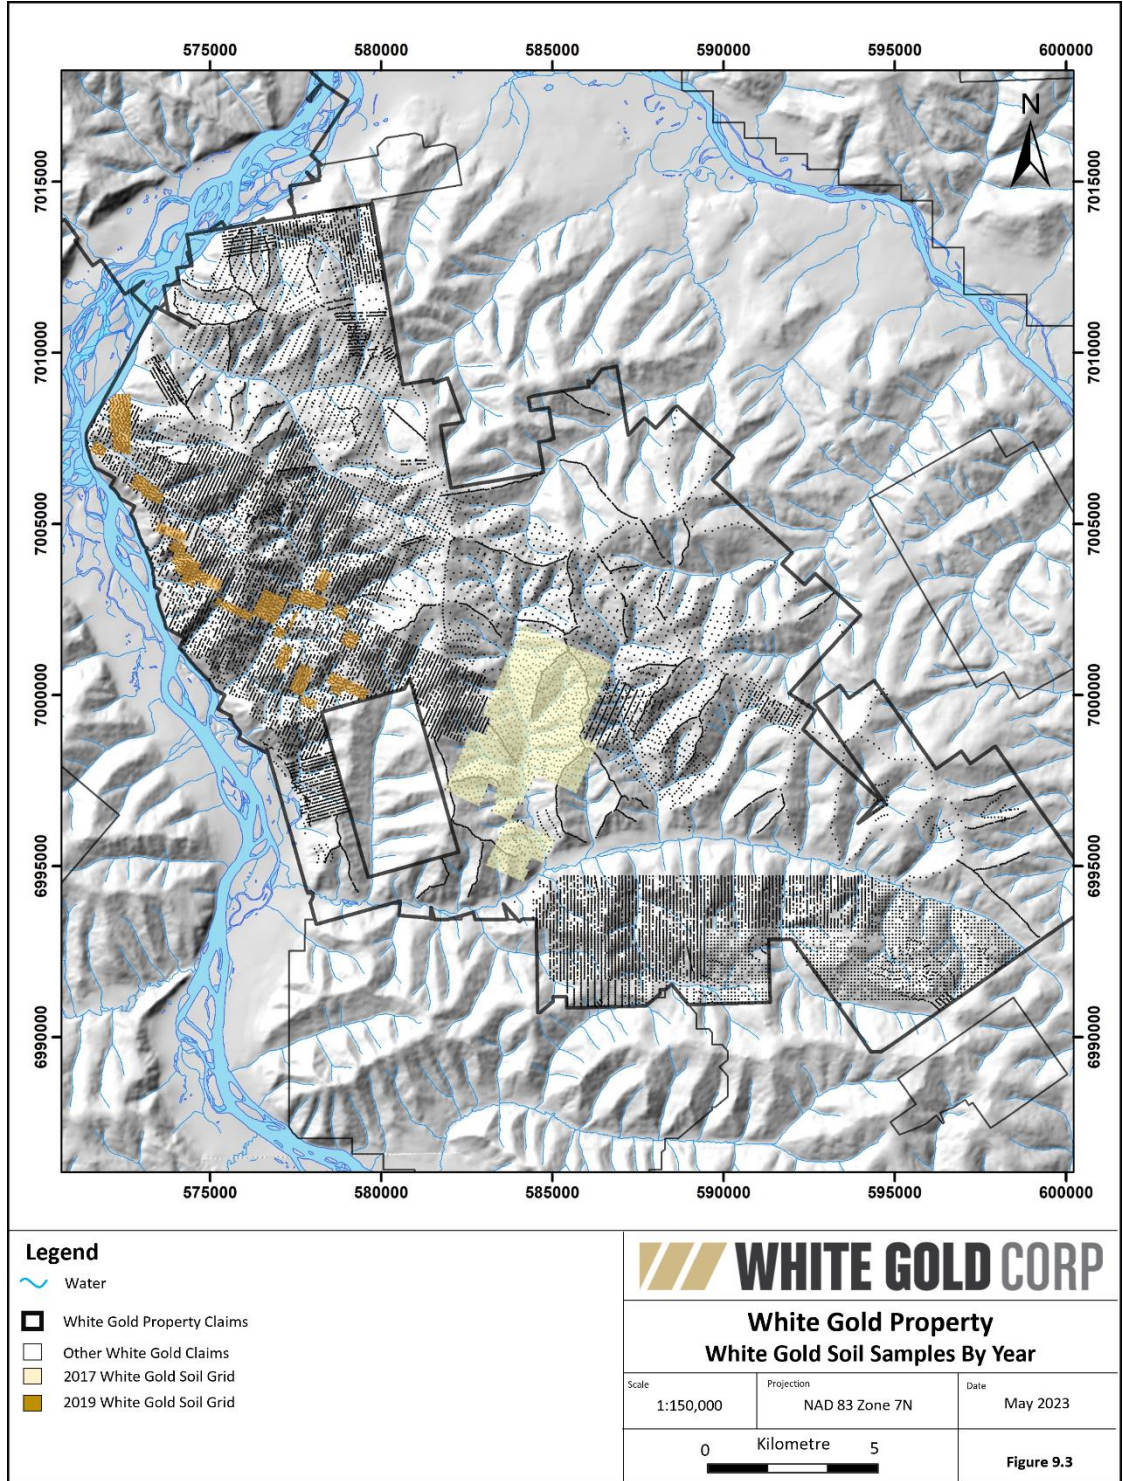 575000 580000 585000 590000 595000 600000
N
7015000 7015000
7010000 7010000
7005000 7005000
7000000 7000000
6995000 6995000
6990000 6990000
575000 580000 585000 590000 595000 600000
Legend
Water
White Gold Property Claims
Other White Gold Claims
2017 White Gold Soil Grid
2019 White Gold Soil Grid
WHITE GOLD CORP
White Gold Property
White Gold Soil Samples By Year
Scale Projection Date
1:150,000 NAD 83 Zone 7N May 2023
0 Kilometre 5
Figure 9.3